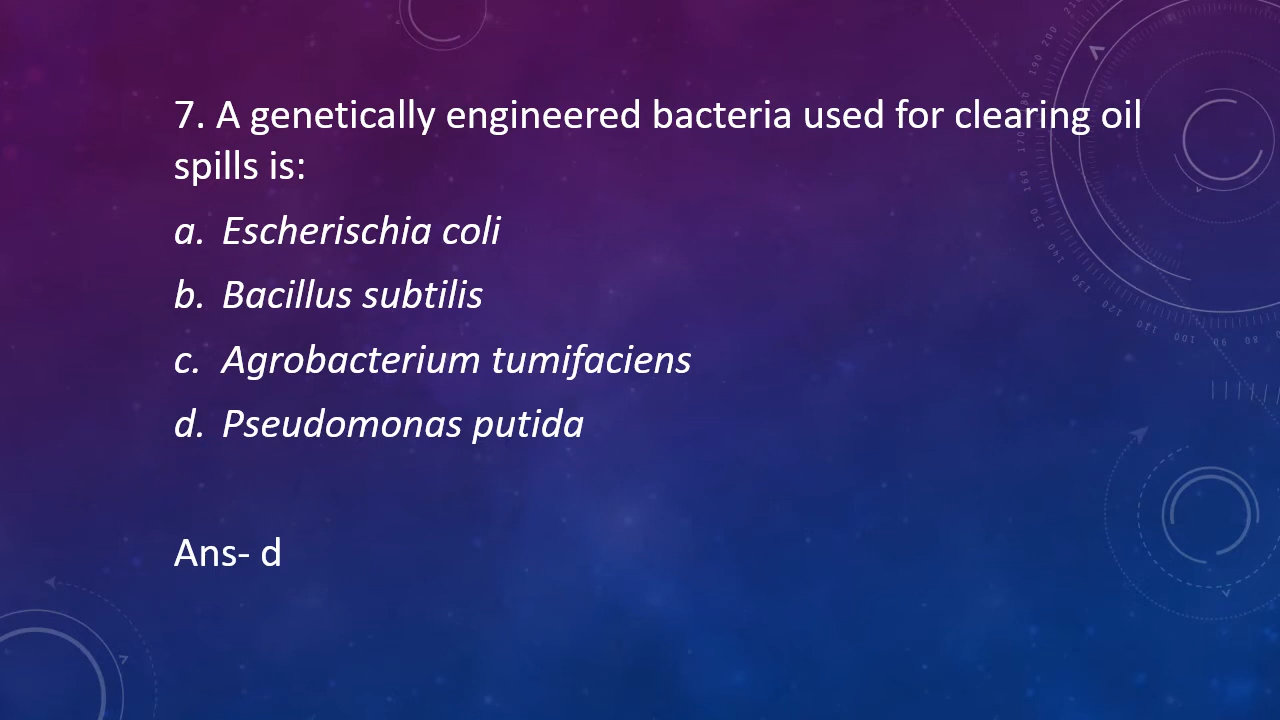 7. A genetically engineered bacteria used for clearing oil
spills is:
a. Escherischia coli
b. Bacillus subtilis
c. Agrobacterium tumifaciens
d. Pseudomonas putida
Ans- d